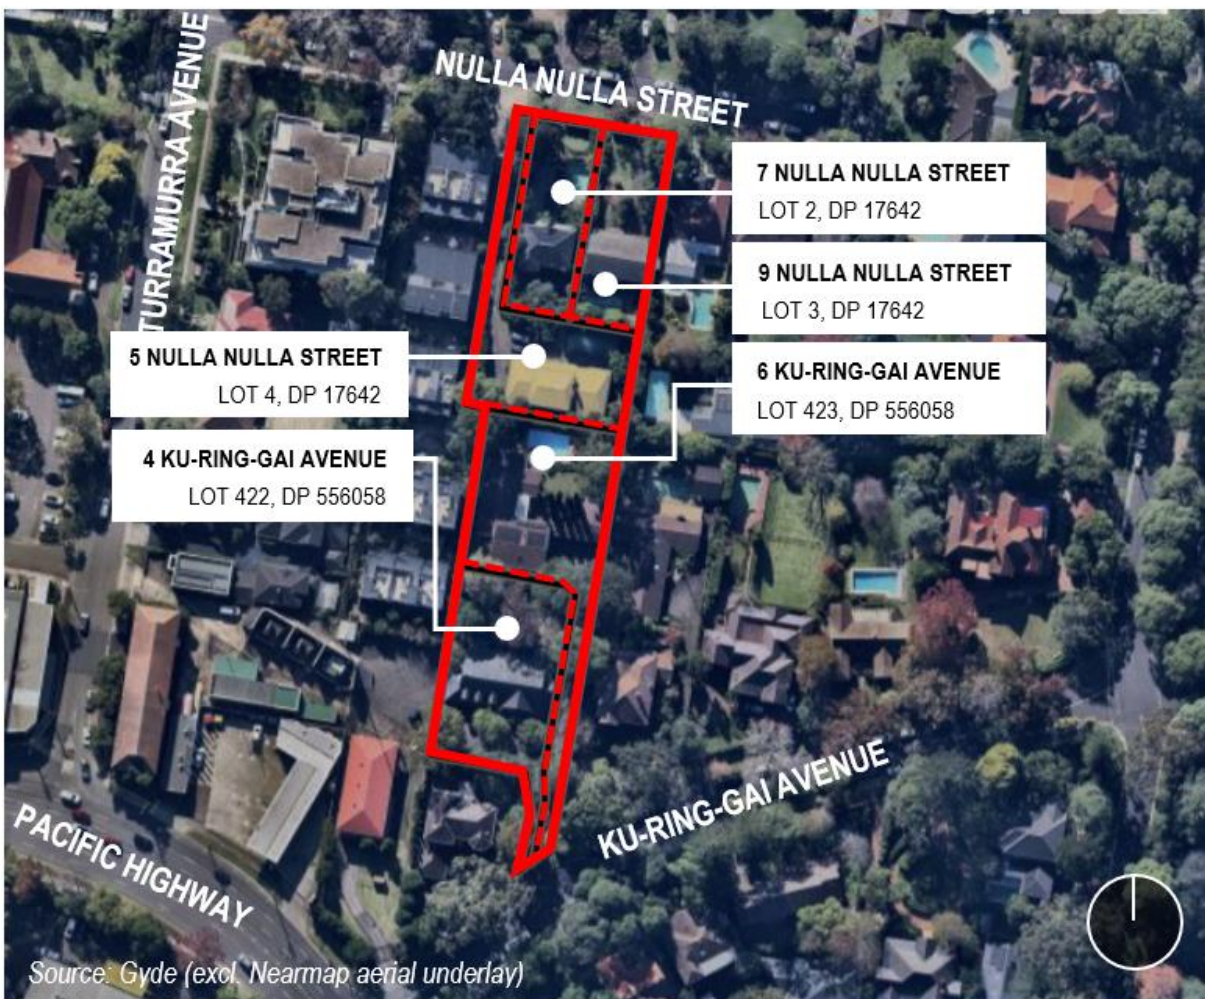 NULLA NULLA STREET
TURRAMURRA AVENUE
7 NULLA NULLA STREET
LOT 2, DP 17642
9 NULLA NULLA STREET
LOT 3, DP 17642
5 NULLA NULLA STREET
LOT 4, DP 17642
6 KU-RING-GAI AVENUE
LOT 423, DP 556058
4 KU-RING-GAI AVENUE
LOT 422, DP 556058
KU-RING-GAI AVENUE
PACIFIC HIGHWAY
Source: Gyde (excl. Nearmap aerial underlay)